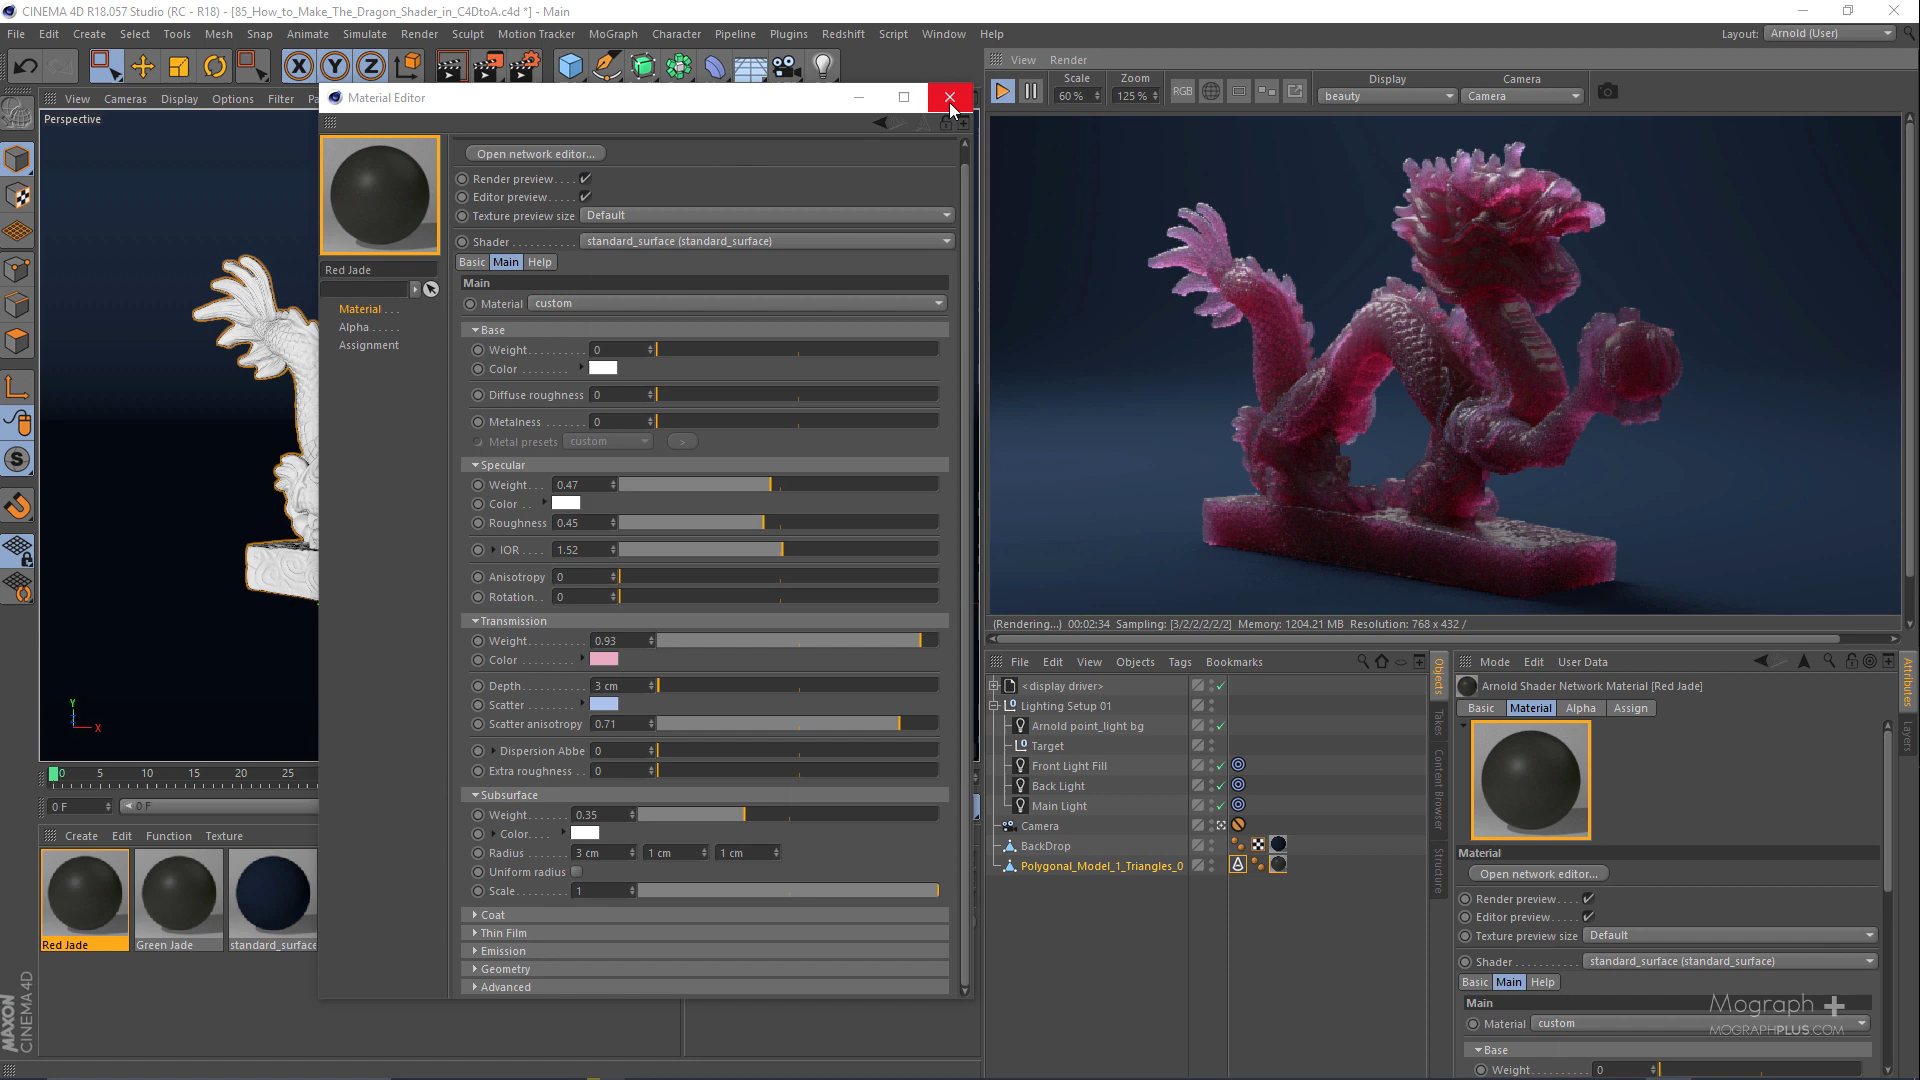 CINEMA 4D R18.057 Studio (RC - R18) - [85_How_to_Make_The_Dragon_Shader_in_C4DtoA.c4d *] - Main
File Edit Create Select Tools Mesh Snap Animate Simulate Render Sculpt Motion Tracker MoGraph Character Pipeline Plugins Redshift Script Window Help
Layout: Arnold (User)
View Cameras Display Options Filter Pa
Perspective
Y
X
0 5 10 15 20 25
0 F
0 F
Create Edit Function Texture
Red Jade
Green Jade
standard_surface
MAXON
CINEMA 4D
Material Editor
Red Jade
Material . . .
Alpha . . . . .
Assignment
Open network editor...
Render preview. . . .
Editor preview. . . . .
Texture preview size Default
Shader . . . . . . . . . . . standard_surface (standard_surface)
Basic Main Help
Main
Material custom
Base
Weight. . . . . . . . . 0
Color . . . . . . . .
Diffuse roughness 0
Metalness . . . . . . . 0
Metal presets custom >
Specular
Weight. . . 0.47
Color . .
Roughness 0.45
IOR . . . . 1.52
Anisotropy 0
Rotation. . 0
Transmission
Weight. . . . . . . . . 0.93
Color . . . . . . . . .
Depth. . . . . . . . . . 3 cm
Scatter . . . . . . . .
Scatter anisotropy 0.71
Dispersion Abbe 0
Extra roughness . . 0
Subsurface
Weight. . . . . . . 0.35
Color. . . .
Radius . . . . . . . 3 cm 1 cm 1 cm
Uniform radius
Scale. . . . . . . . . 1
Coat
Thin Film
Emission
Geometry
Advanced
View Render
Scale Zoom Display Camera
60 % 125 % RGB beauty Camera
(Rendering...) 00:02:34 Sampling: [3/2/2/2/2/2] Memory: 1204.21 MB Resolution: 768 x 432 /
File Edit View Objects Tags Bookmarks
<display driver>
Lighting Setup 01
Arnold point_light bg
Target
Front Light Fill
Back Light
Main Light
Camera
BackDrop
Polygonal_Model_1_Triangles_0
Objects
Takes
Content Browser
Structure
Mode Edit User Data
Arnold Shader Network Material [Red Jade]
Basic Material Alpha Assign
Material
Open network editor...
Render preview. . . .
Editor preview. . . . .
Texture preview size Default
Shader . . . . . . . . . . . standard_surface (standard_surface)
Basic Main Help
Main
Material custom
Base
Weight. . . . . . . . . 0
Attributes
Layers
Mograph +
MOGRAPHPLUS.COM